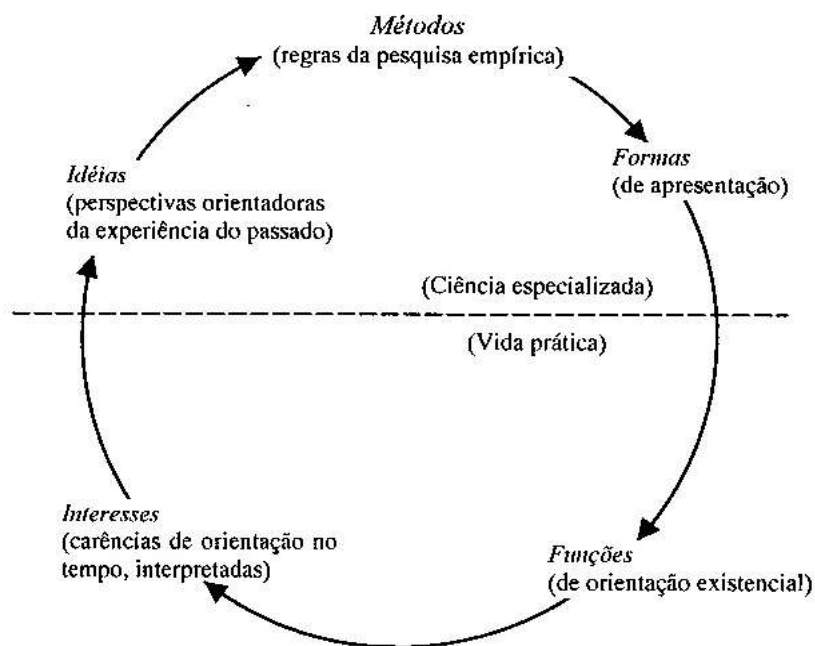 Métodos
(regras da pesquisa empírica)
Idéias
(perspectivas orientadoras
da experiência do passado)
Formas
(de apresentação)
(Ciência especializada)
(Vida prática)
Interesses
(carências de orientação no
tempo, interpretadas)
Funções
(de orientação existencial)